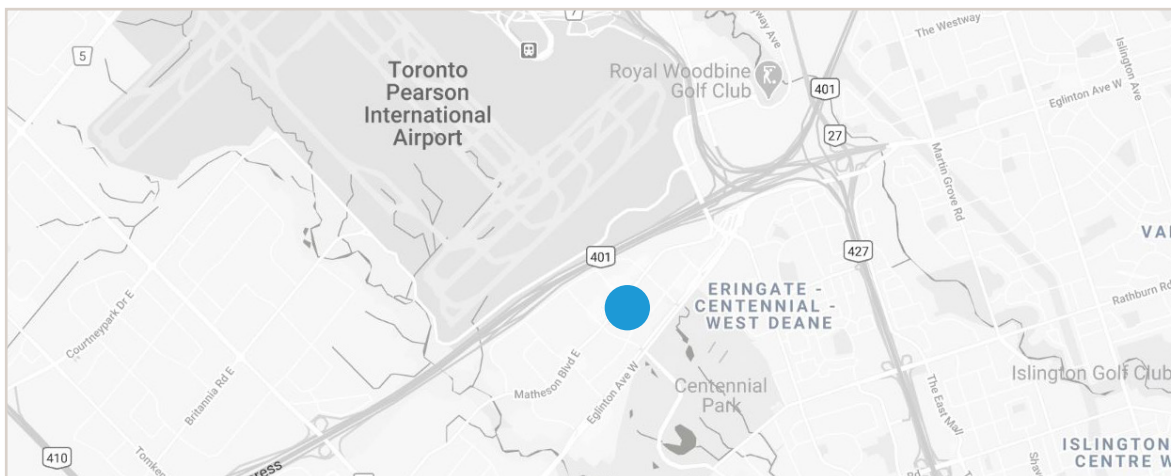 7
The Westway
Islington Ave
5
Toronto
Pearson
International
Airport
Royal Woodbine
Golf Club
401
Eglinton Ave W
27
Martin Grove Rd
401
427
ERINGATE -
CENTENNIAL -
WEST DEANE
Rathburn Rd
Courtneypark Dr E
Britannia Rd E
Matheson Blvd E
Eglinton Ave W
Centennial
Park
Islington Golf Club
The East Mall
410
ISLINGTON
CENTRE W